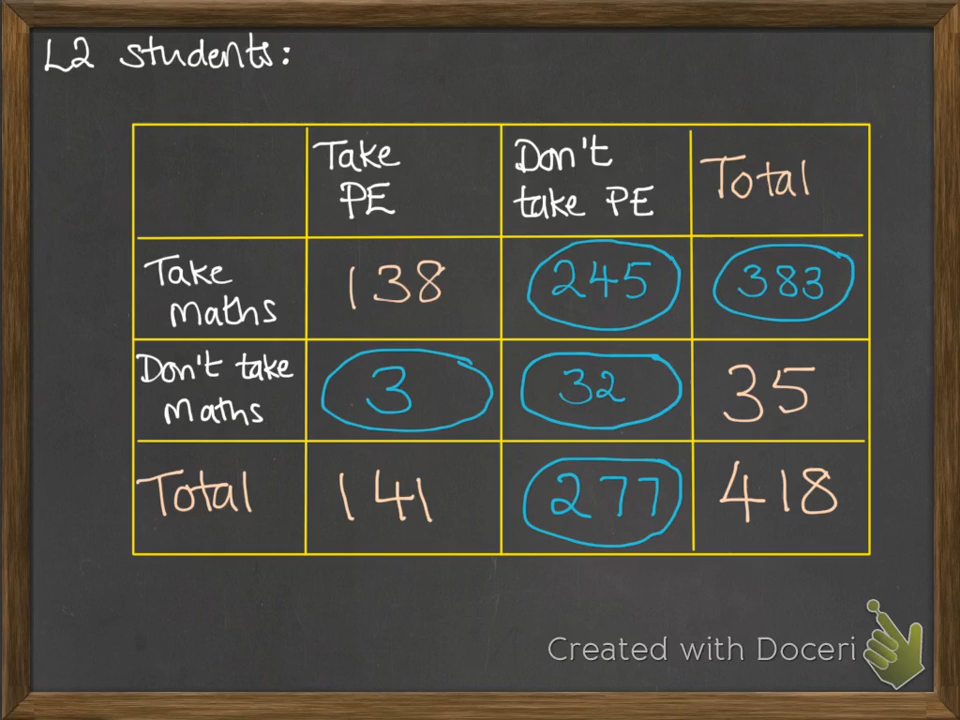 L2 students:
Take PE Don't take PE Total
Take maths 138 245 383
Don't take Maths 3 32 35
Total 141 277 418
Created with Doceri